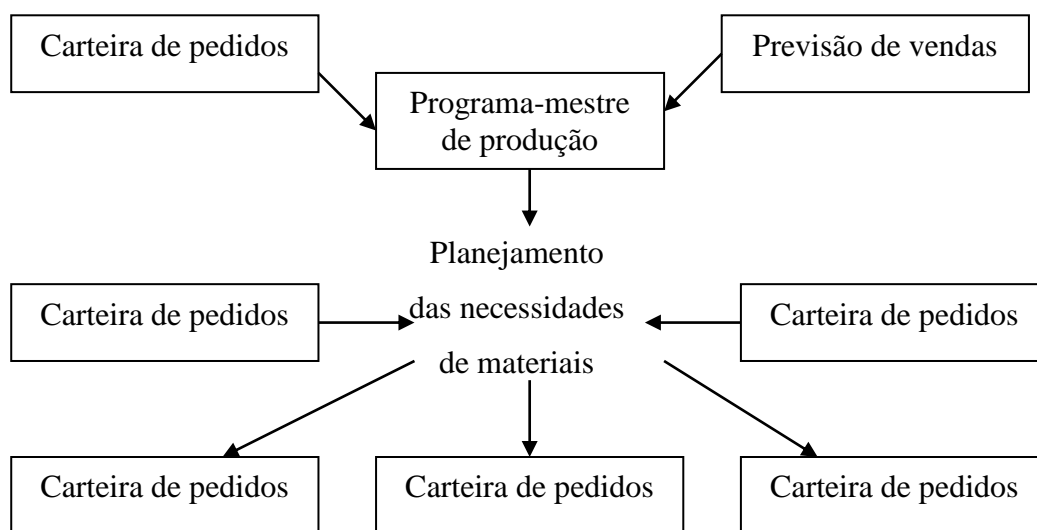 Carteira de pedidos
Previsão de vendas
Programa-mestre
de produção
Planejamento
das necessidades
de materiais
Carteira de pedidos
Carteira de pedidos
Carteira de pedidos
Carteira de pedidos
Carteira de pedidos